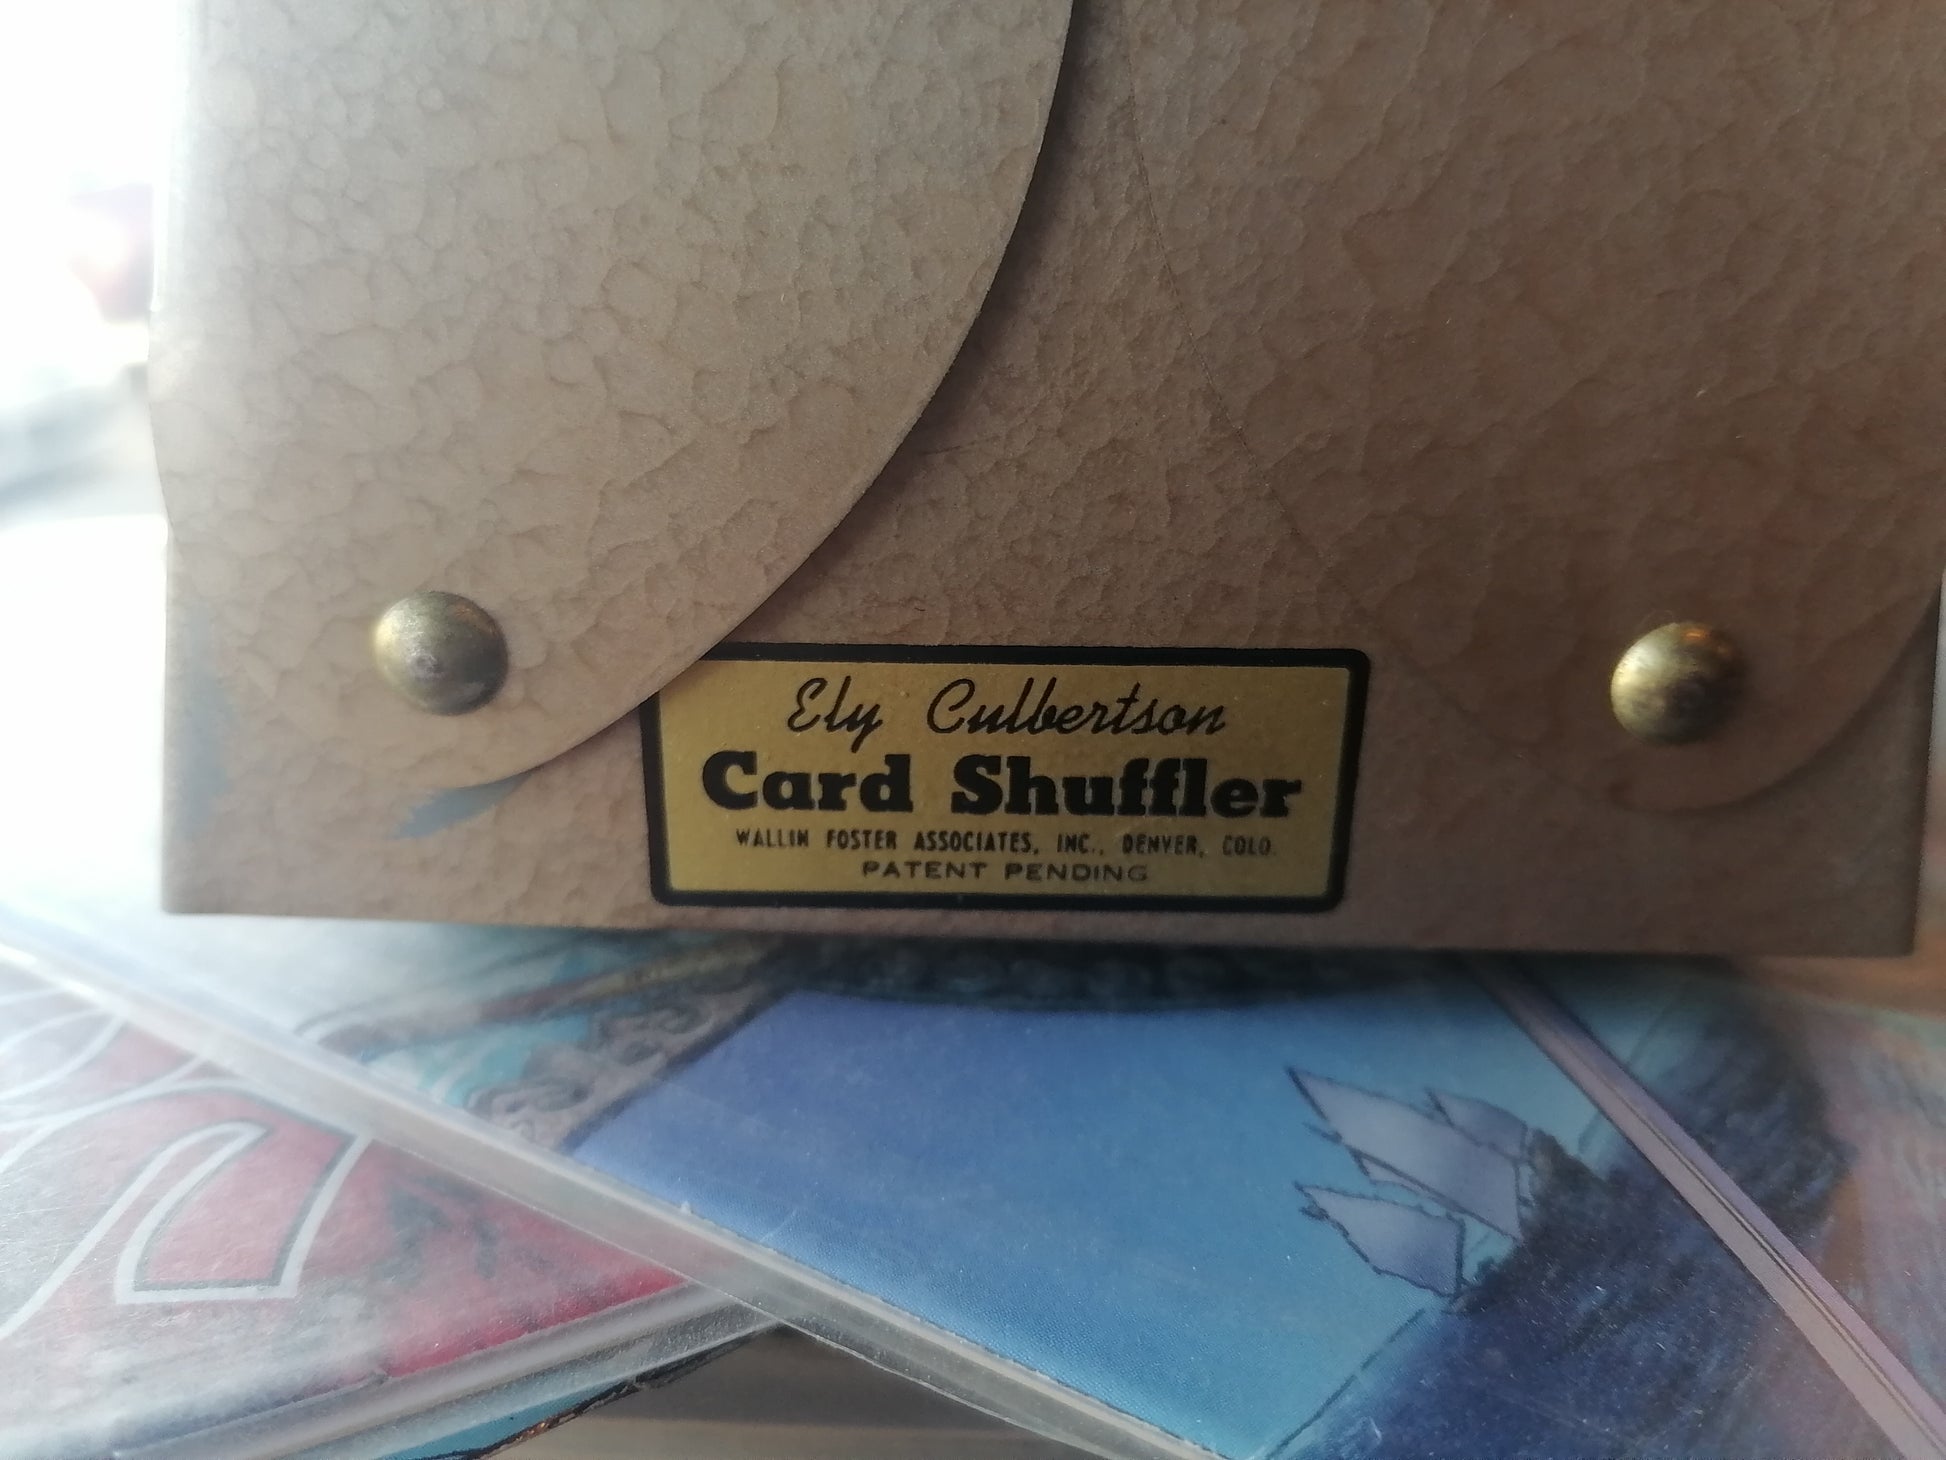 Ely Culbertson
Card Shuffler
WALLIN FOSTER ASSOCIATES, INC., DENVER, COLO.
PATENT PENDING